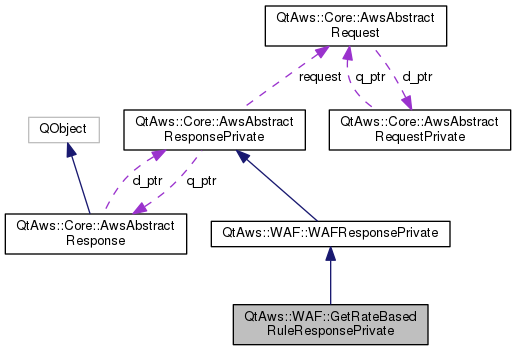 QtAws::Core::AwsAbstract
Request
request
q_ptr
d_ptr
QObject
QtAws::Core::AwsAbstract
ResponsePrivate
QtAws::Core::AwsAbstract
RequestPrivate
d_ptr
q_ptr
QtAws::Core::AwsAbstract
Response
QtAws::WAF::WAFResponsePrivate
QtAws::WAF::GetRateBased
RuleResponsePrivate